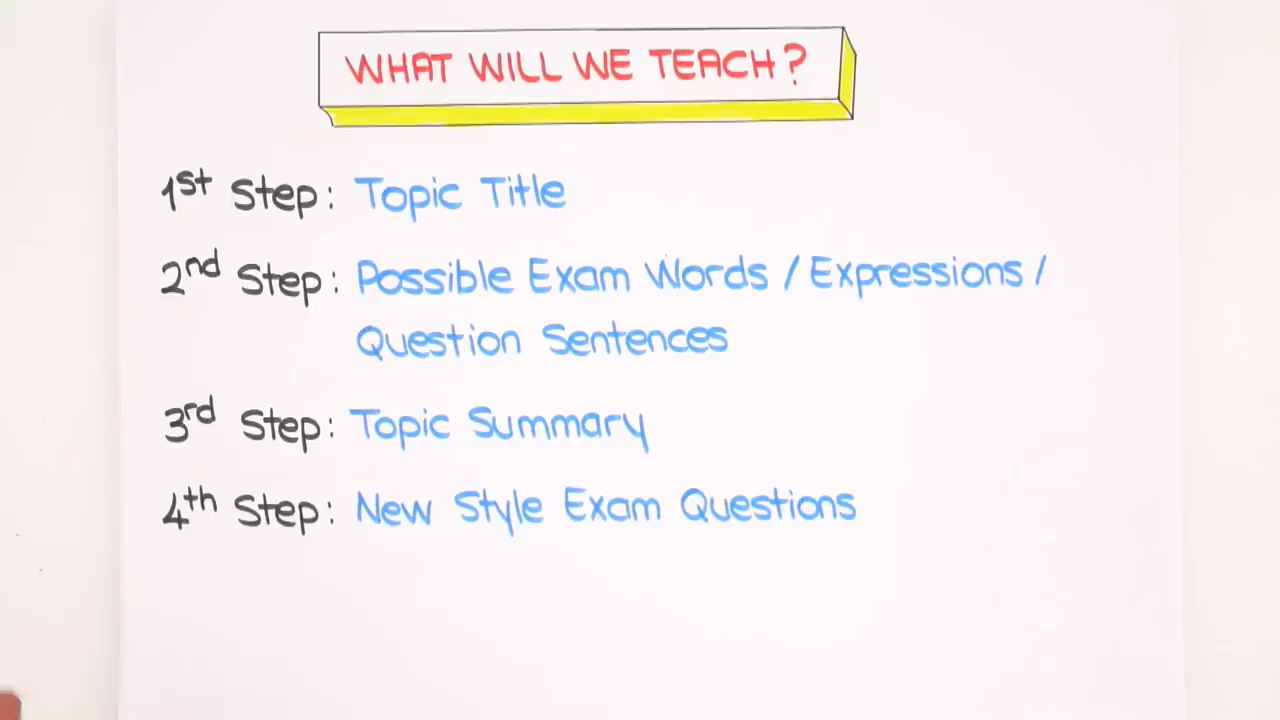 WHAT WILL WE TEACH?
1st Step: Topic Title
2nd Step: Possible Exam Words / Expressions /
Question Sentences
3rd Step: Topic Summary
4th Step: New Style Exam Questions